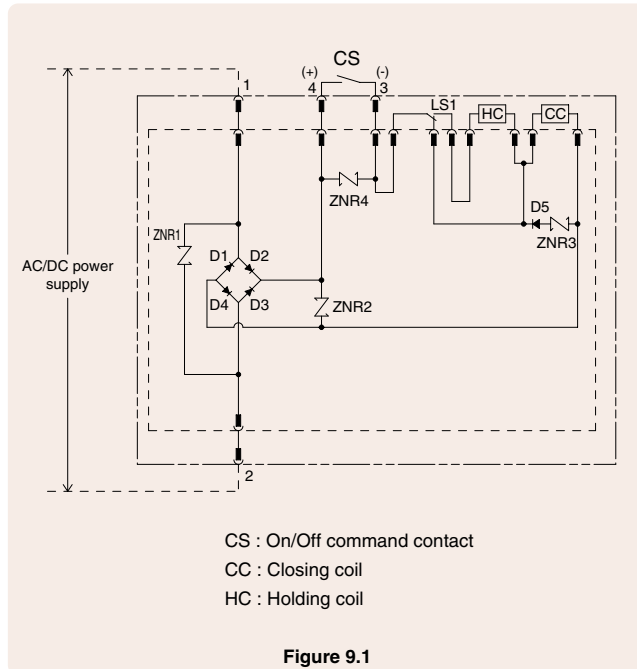 CS
(+)
(-)
1
4
3
LS1
HC
CC
ZNR4
D5
ZNR3
ZNR1
D1
D2
AC/DC power
supply
D4
D3
ZNR2
2
CS : On/Off command contact
CC : Closing coil
HC : Holding coil
Figure 9.1